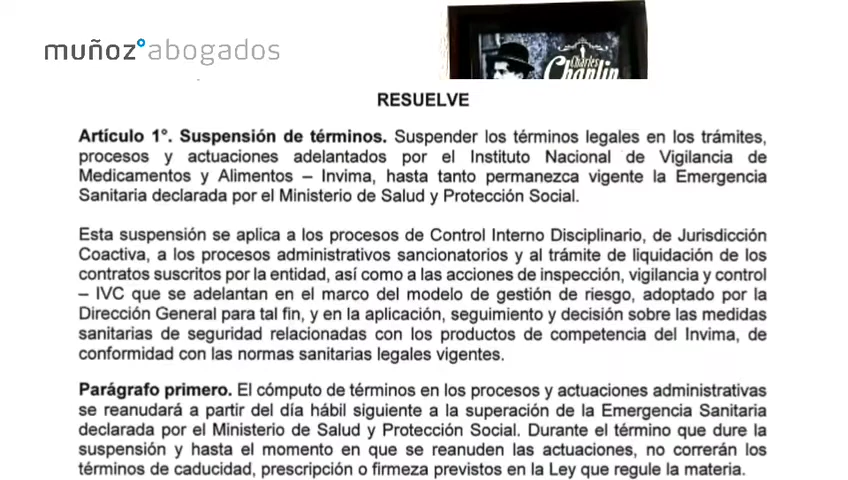 muñoz°abogados
Charles
Chaplin
RESUELVE
Artículo 1°. Suspensión de términos. Suspender los términos legales en los trámites,
procesos y actuaciones adelantados por el Instituto Nacional de Vigilancia de
Medicamentos y Alimentos – Invima, hasta tanto permanezca vigente la Emergencia
Sanitaria declarada por el Ministerio de Salud y Protección Social.
Esta suspensión se aplica a los procesos de Control Interno Disciplinario, de Jurisdicción
Coactiva, a los procesos administrativos sancionatorios y al trámite de liquidación de los
contratos suscritos por la entidad, así como a las acciones de inspección, vigilancia y control
– IVC que se adelantan en el marco del modelo de gestión de riesgo, adoptado por la
Dirección General para tal fin, y en la aplicación, seguimiento y decisión sobre las medidas
sanitarias de seguridad relacionadas con los productos de competencia del Invima, de
conformidad con las normas sanitarias legales vigentes.
Parágrafo primero. El cómputo de términos en los procesos y actuaciones administrativas
se reanudará a partir del día hábil siguiente a la superación de la Emergencia Sanitaria
declarada por el Ministerio de Salud y Protección Social. Durante el término que dure la
suspensión y hasta el momento en que se reanuden las actuaciones, no correrán los
términos de caducidad, prescripción o firmeza previstos en la Ley que regule la materia.